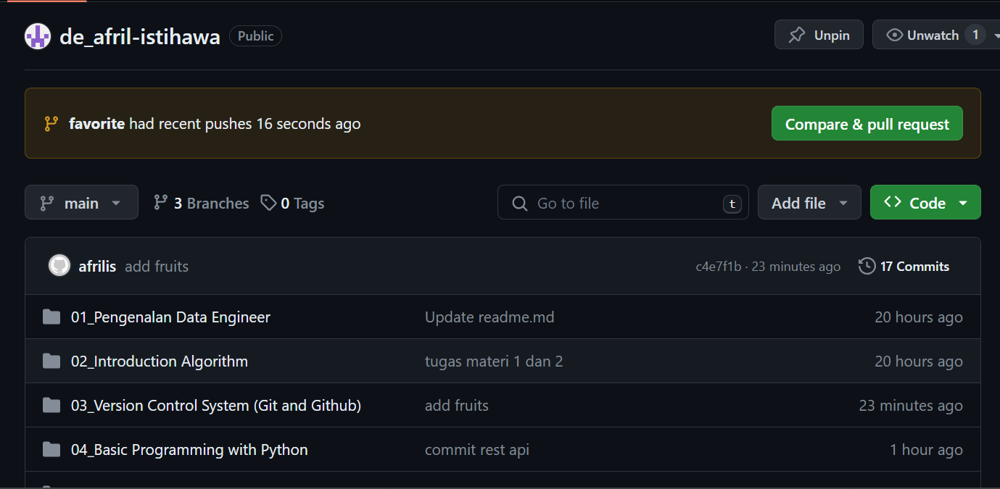 de_afril-istihawa Public Unpin Unwatch 1
favorite had recent pushes 16 seconds ago Compare & pull request
main 3 Branches 0 Tags Go to file t Add file Code
afrilis add fruits c4e7f1b · 23 minutes ago 17 Commits
01_Pengenalan Data Engineer Update readme.md 20 hours ago
02_Introduction Algorithm tugas materi 1 dan 2 20 hours ago
03_Version Control System (Git and Github) add fruits 23 minutes ago
04_Basic Programming with Python commit rest api 1 hour ago